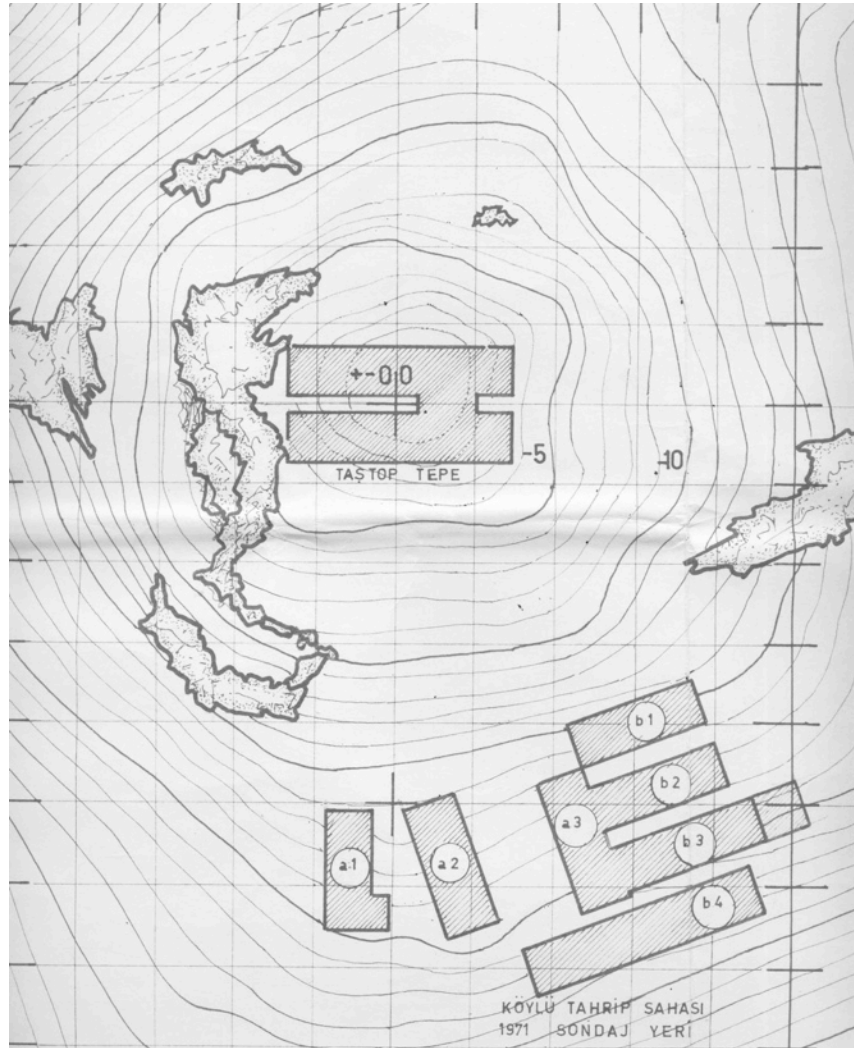 +-0.0
-5
-10
TAŞTOP TEPE
b1
b2
a3
b3
a1
a2
b4
KÖYLÜ TAHRİP SAHASI
1971 SONDAJ YERİ